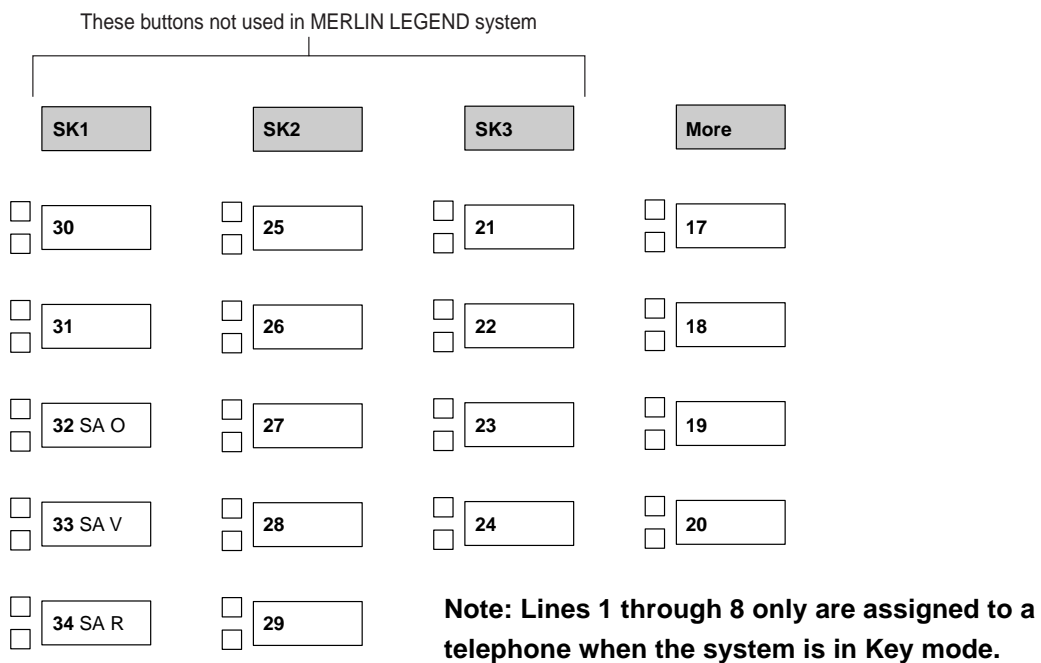 These buttons not used in MERLIN LEGEND system
SK1 SK2 SK3 More
30 25 21 17
31 26 22 18
32 SA O 27 23 19
33 SA V 28 24 20
34 SA R 29
Note: Lines 1 through 8 only are assigned to a
telephone when the system is in Key mode.